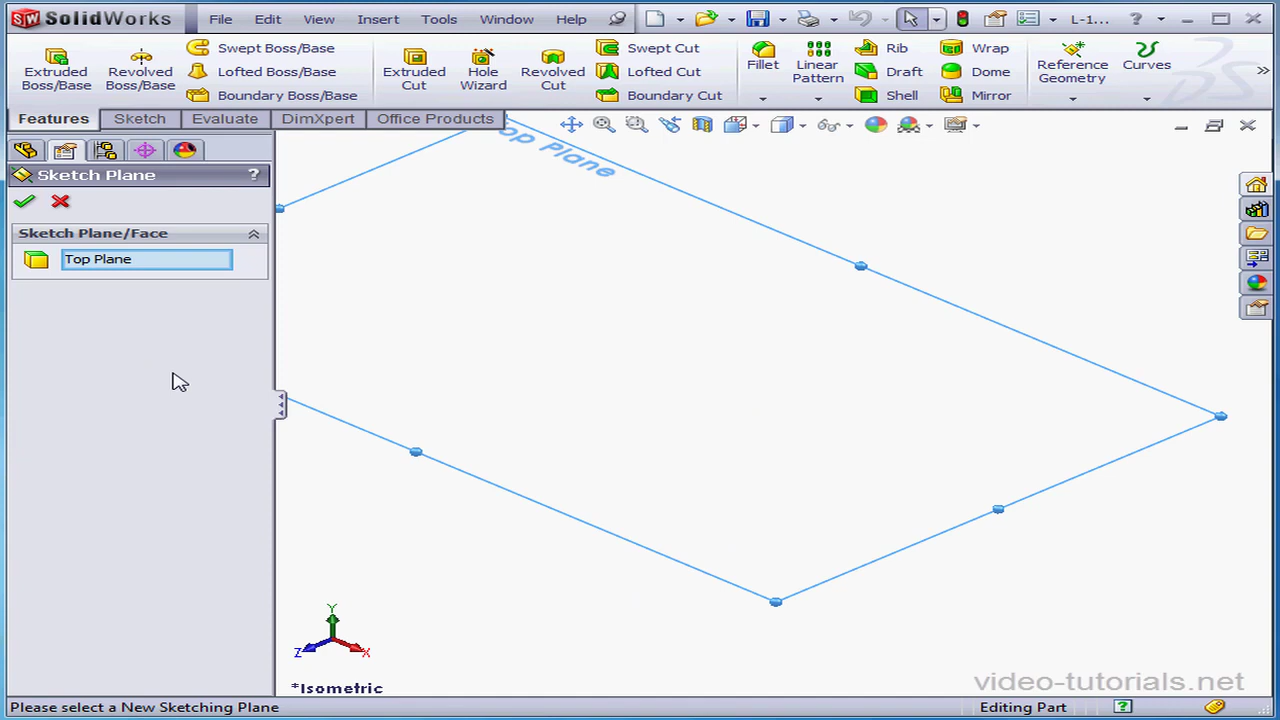 SW SolidWorks File Edit View Insert Tools Window Help L-1... ?
Extruded Boss/Base Revolved Boss/Base Swept Boss/Base Lofted Boss/Base Boundary Boss/Base Extruded Cut Hole Wizard Revolved Cut Swept Cut Lofted Cut Boundary Cut Fillet Linear Pattern Rib Draft Shell Wrap Dome Mirror Reference Geometry Curves
Features Sketch Evaluate DimXpert Office Products
Top Plane
Sketch Plane ?
Sketch Plane/Face
Top Plane
Y
Z X
*Isometric
video-tutorials.net
Please select a New Sketching Plane Editing Part ?